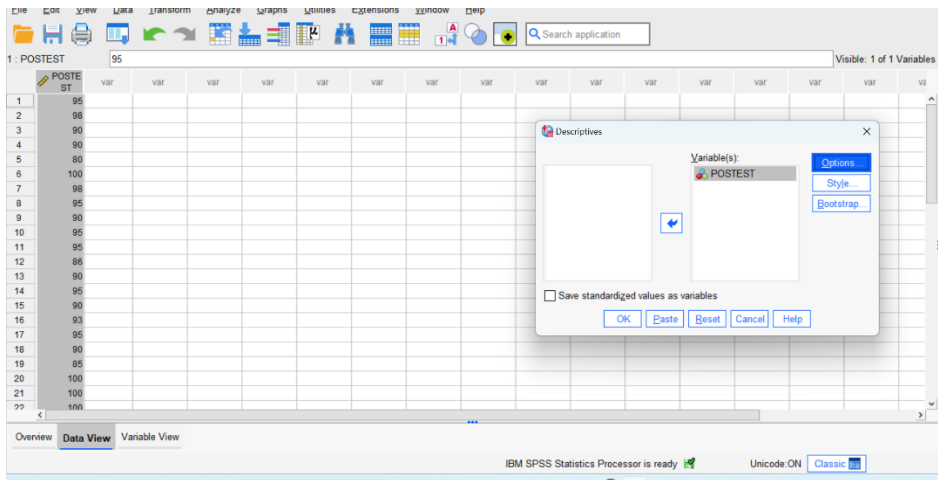 File Edit View Data Transform Analyze Graphs Utilities Extensions Window Help
Search application
1 : POSTEST 95 Visible: 1 of 1 Variables
POSTE
ST var var var var var var var var var var var var var var var va
1 95
2 98
3 90
4 90
5 80
6 100
7 98
8 95
9 90
10 95
11 95
12 86
13 90
14 95
15 90
16 93
17 95
18 90
19 85
20 100
21 100
22 100
Descriptives
Variable(s):
POSTEST
Options...
Style...
Bootstrap...
Save standardized values as variables
OK Paste Reset Cancel Help
Overview Data View Variable View
IBM SPSS Statistics Processor is ready Unicode:ON Classic